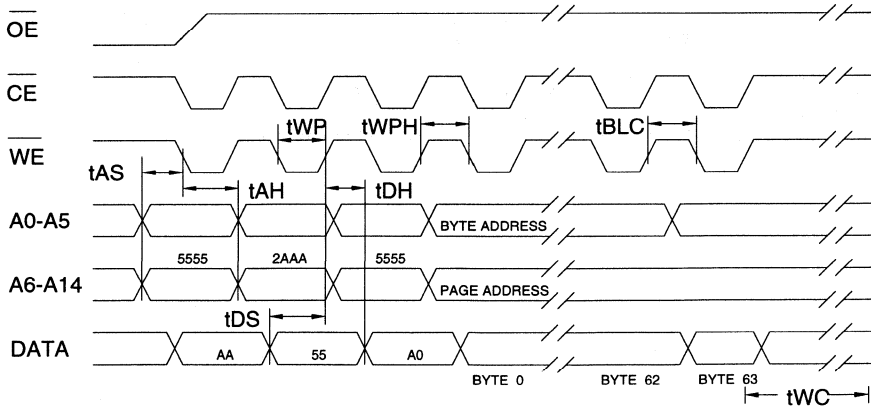 OE
CE
tWP tWPH tBLC
WE
tAS
tAH tDH
A0-A5 BYTE ADDRESS
5555 2AAA 5555
A6-A14 PAGE ADDRESS
tDS
DATA AA 55 A0
BYTE 0 BYTE 62 BYTE 63
tWC